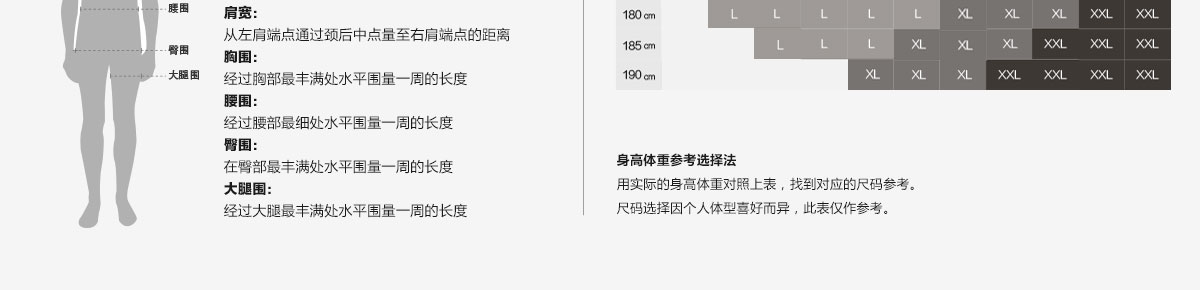 腰围
臀围
大腿围
肩宽：
从左肩端点通过颈后中点量至右肩端点的距离
胸围：
经过胸部最丰满处水平围量一周的长度
腰围：
经过腰部最细处水平围量一周的长度
臀围：
在臀部最丰满处水平围量一周的长度
大腿围：
经过大腿最丰满处水平围量一周的长度
180 cm L L L L L XL XL XL XXL XXL
185 cm L L L XL XL XL XXL XXL XXL
190 cm XL XL XL XXL XXL XXL XXL
身高体重参考选择法
用实际的身高体重对照上表，找到对应的尺码参考。
尺码选择因个人体型喜好而异，此表仅作参考。